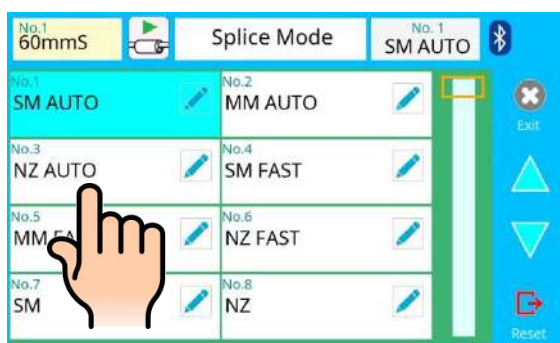 No.1
60mmS
Splice Mode
No. 1
SM AUTO
No.1
SM AUTO
No.2
MM AUTO
Exit
No.3
NZ AUTO
No.4
SM FAST
No.5
MM FA
No.6
NZ FAST
No.7
SM
No.8
NZ
Reset